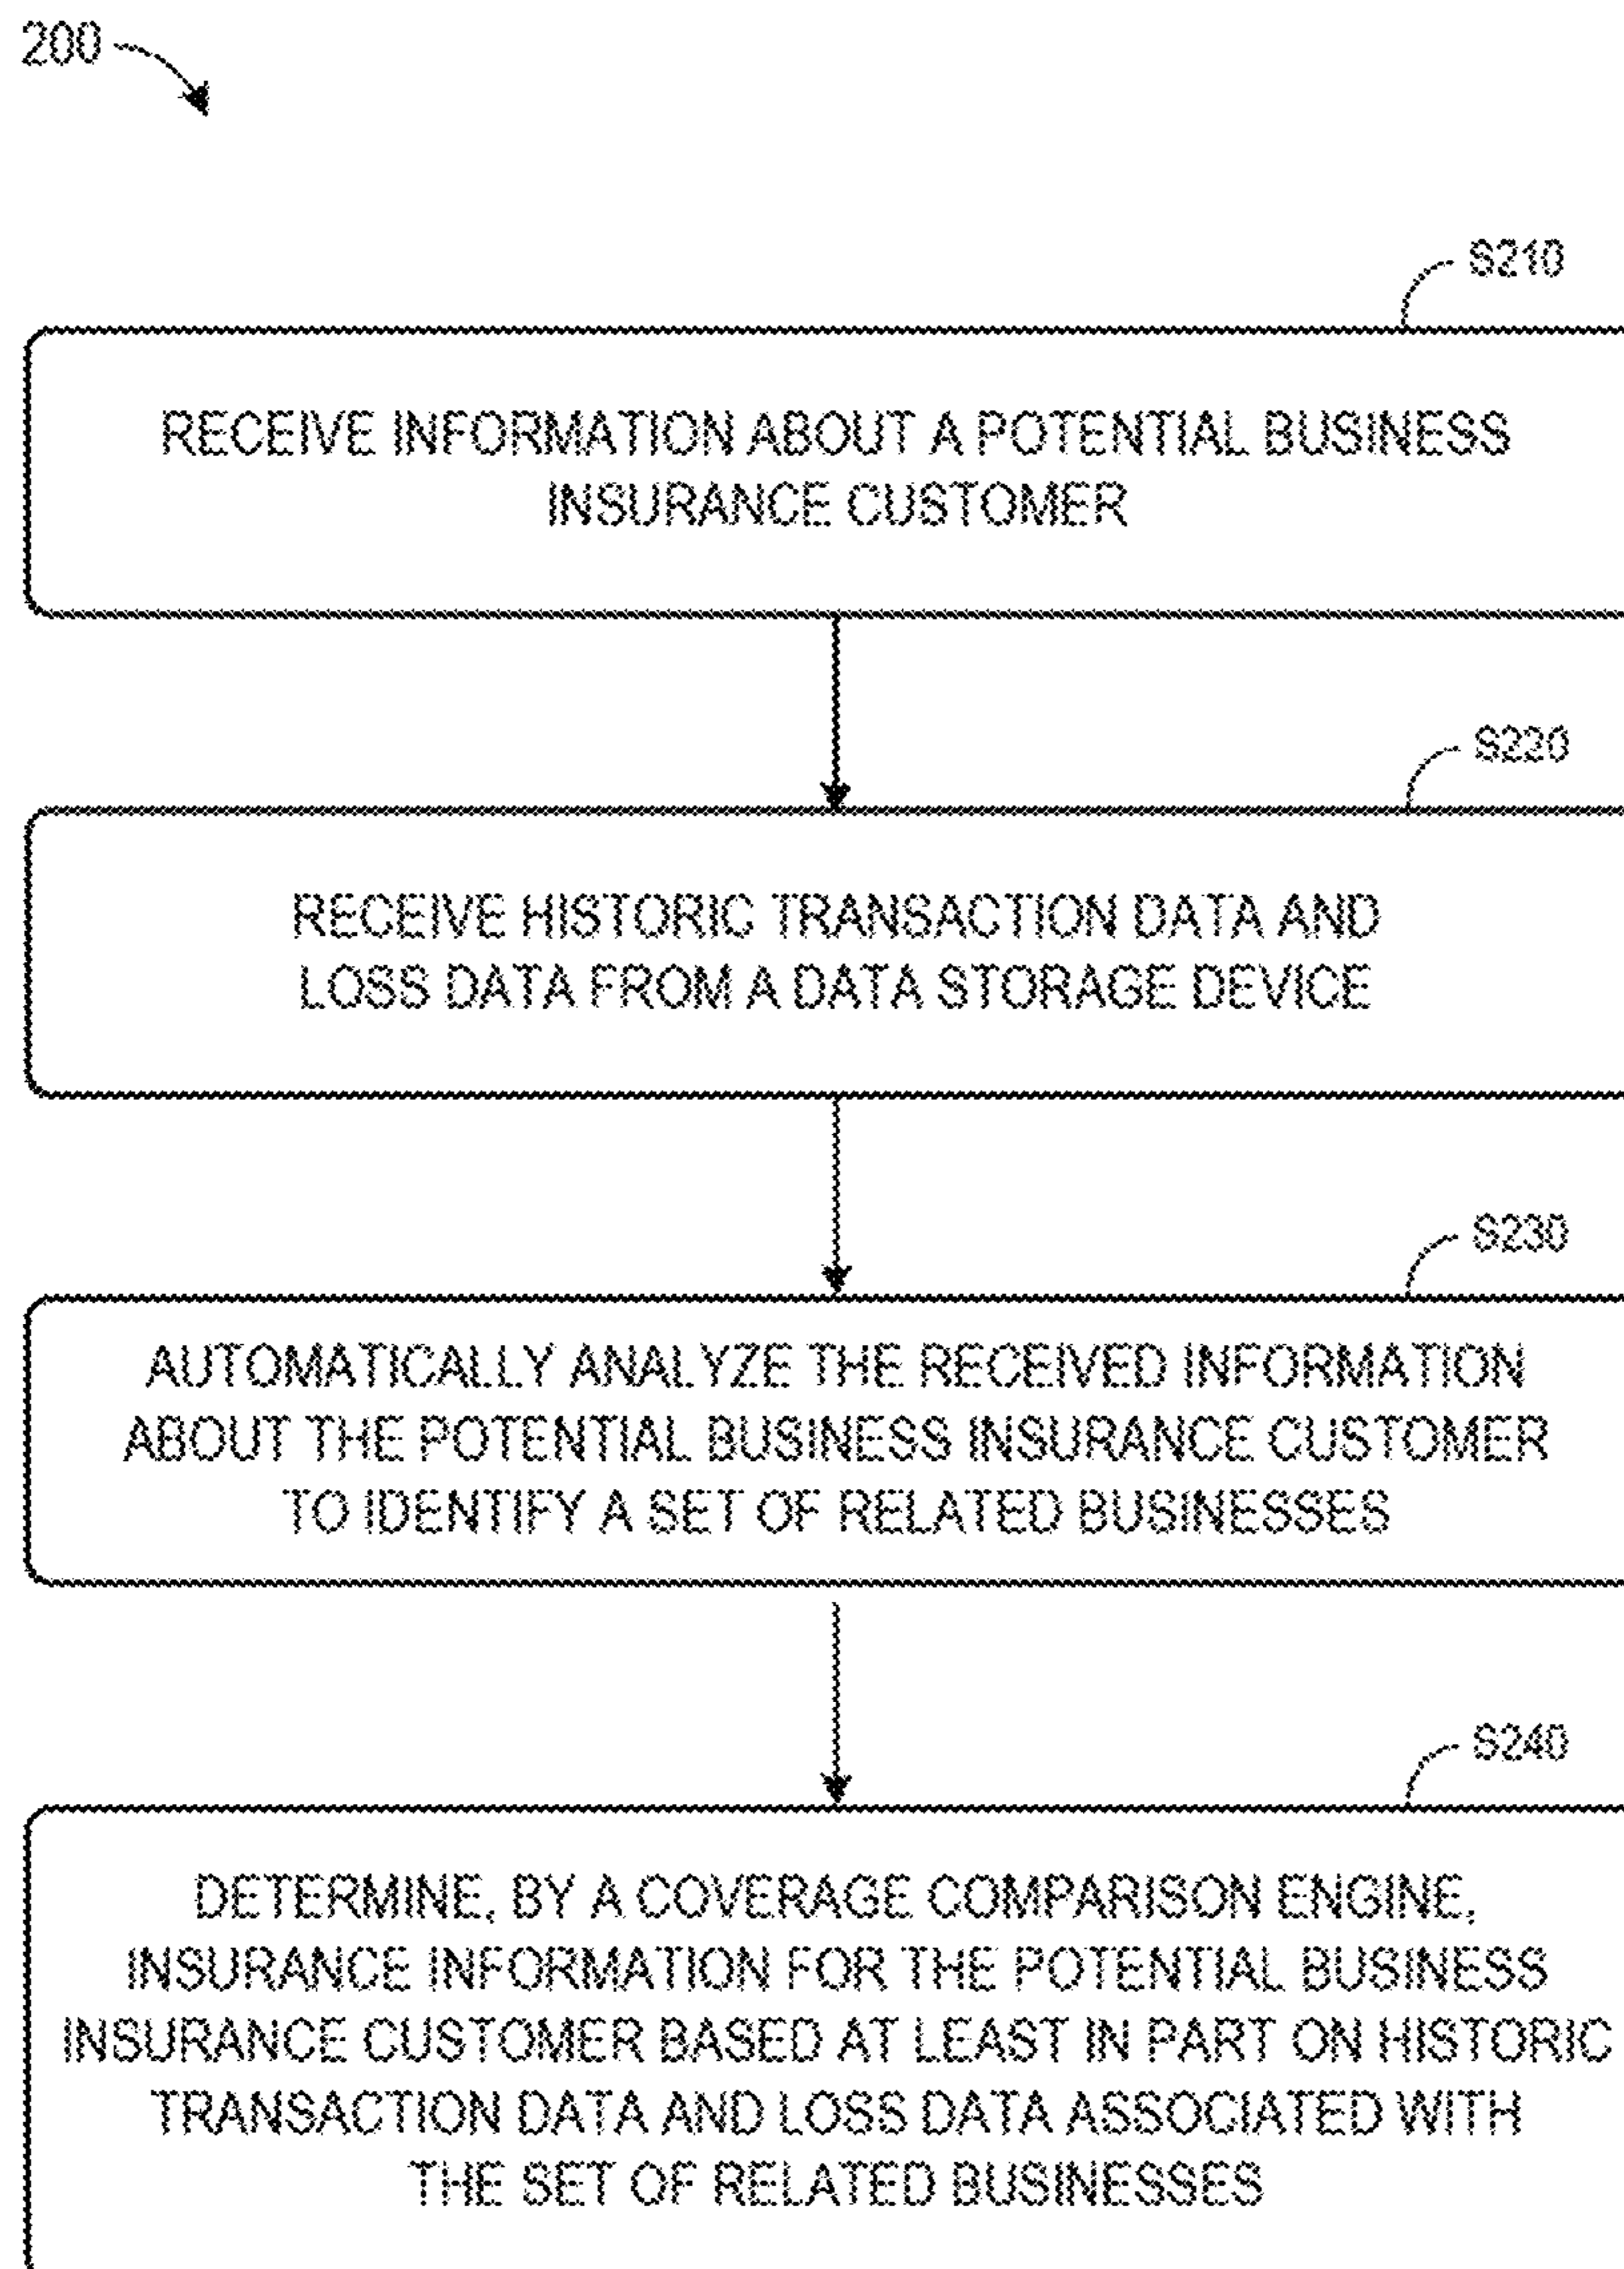 200
S210
RECEIVE INFORMATION ABOUT A POTENTIAL BUSINESS
INSURANCE CUSTOMER
S220
RECEIVE HISTORIC TRANSACTION DATA AND
LOSS DATA FROM A DATA STORAGE DEVICE
S230
AUTOMATICALLY ANALYZE THE RECEIVED INFORMATION
ABOUT THE POTENTIAL BUSINESS INSURANCE CUSTOMER
TO IDENTIFY A SET OF RELATED BUSINESSES
S240
DETERMINE, BY A COVERAGE COMPARISON ENGINE,
INSURANCE INFORMATION FOR THE POTENTIAL BUSINESS
INSURANCE CUSTOMER BASED AT LEAST IN PART ON HISTORIC
TRANSACTION DATA AND LOSS DATA ASSOCIATED WITH
THE SET OF RELATED BUSINESSES